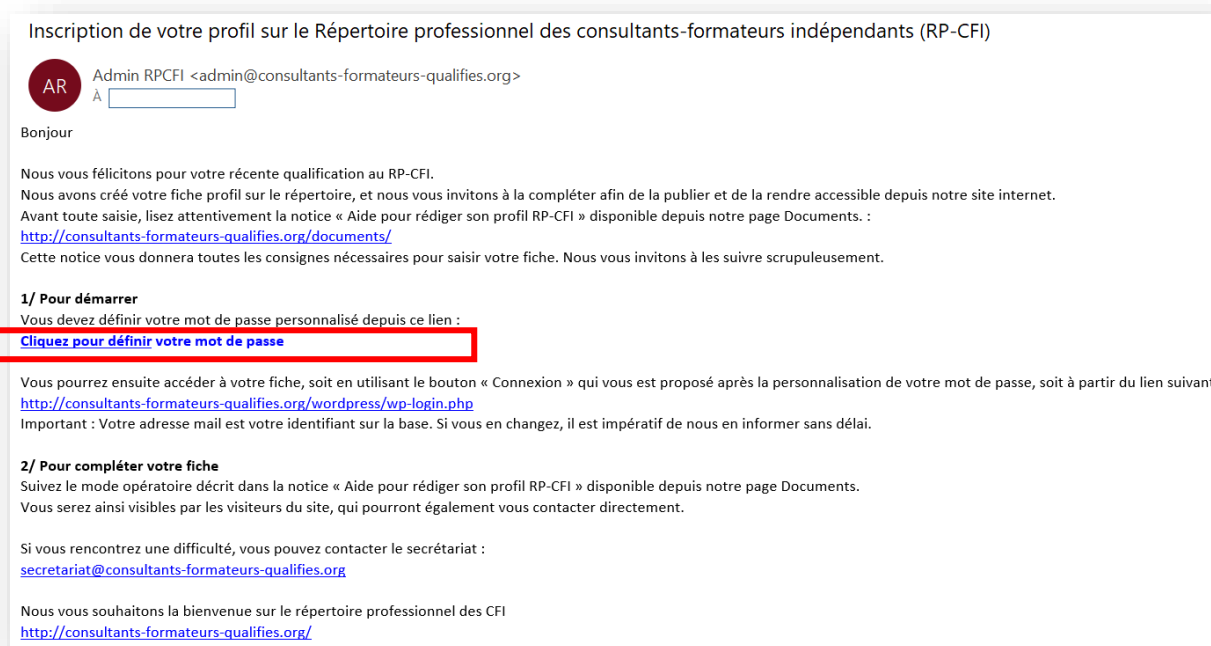 Inscription de votre profil sur le Répertoire professionnel des consultants-formateurs indépendants (RP-CFI)
AR
Admin RPCFI <admin@consultants-formateurs-qualifies.org>
À
Bonjour
Nous vous félicitons pour votre récente qualification au RP-CFI.
Nous avons créé votre fiche profil sur le répertoire, et nous vous invitons à la compléter afin de la publier et de la rendre accessible depuis notre site internet.
Avant toute saisie, lisez attentivement la notice « Aide pour rédiger son profil RP-CFI » disponible depuis notre page Documents. :
http://consultants-formateurs-qualifies.org/documents/
Cette notice vous donnera toutes les consignes nécessaires pour saisir votre fiche. Nous vous invitons à les suivre scrupuleusement.
1/ Pour démarrer
Vous devez définir votre mot de passe personnalisé depuis ce lien :
Cliquez pour définir votre mot de passe
Vous pourrez ensuite accéder à votre fiche, soit en utilisant le bouton « Connexion » qui vous est proposé après la personnalisation de votre mot de passe, soit à partir du lien suivant
http://consultants-formateurs-qualifies.org/wordpress/wp-login.php
Important : Votre adresse mail est votre identifiant sur la base. Si vous en changez, il est impératif de nous en informer sans délai.
2/ Pour compléter votre fiche
Suivez le mode opératoire décrit dans la notice « Aide pour rédiger son profil RP-CFI » disponible depuis notre page Documents.
Vous serez ainsi visibles par les visiteurs du site, qui pourront également vous contacter directement.
Si vous rencontrez une difficulté, vous pouvez contacter le secrétariat :
secretariat@consultants-formateurs-qualifies.org
Nous vous souhaitons la bienvenue sur le répertoire professionnel des CFI
http://consultants-formateurs-qualifies.org/